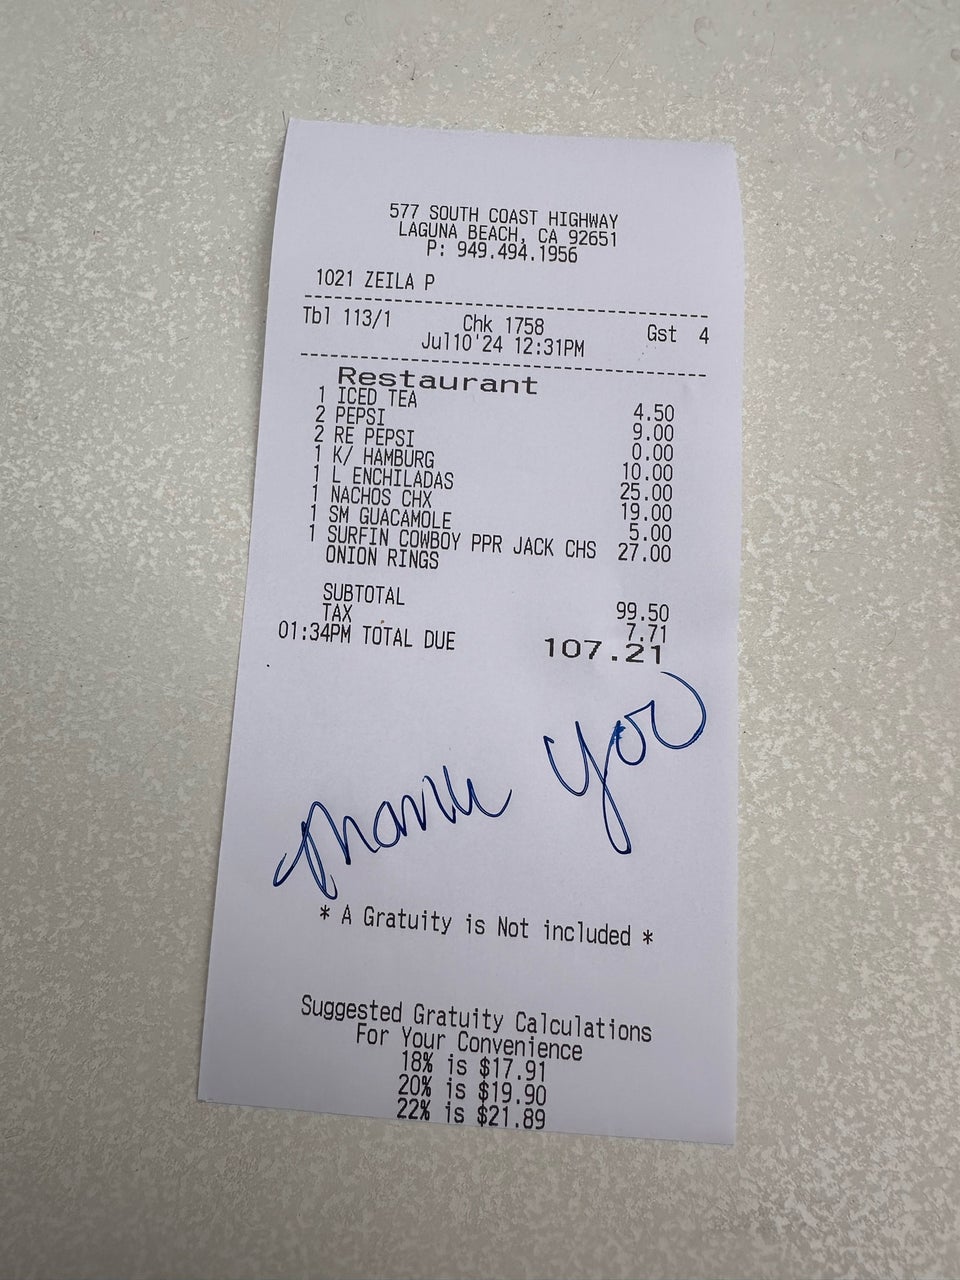 577 SOUTH COAST HIGHWAY
LAGUNA BEACH, CA 92651
P: 949.494.1956
1021 ZEILA P
Tbl 113/1 Chk 1758 Gst 4
Jul10'24 12:31PM
Restaurant
1 ICED TEA 4.50
2 PEPSI 9.00
2 RE PEPSI 0.00
1 K/ HAMBURG 10.00
1 L ENCHILADAS 25.00
1 NACHOS CHX 19.00
1 SM GUACAMOLE 5.00
1 SURFIN COWBOY PPR JACK CHS 27.00
ONION RINGS
SUBTOTAL 99.50
TAX 7.71
01:34PM TOTAL DUE 107.21
Thank you
* A Gratuity is Not included *
Suggested Gratuity Calculations
For Your Convenience
18% is $17.91
20% is $19.90
22% is $21.89